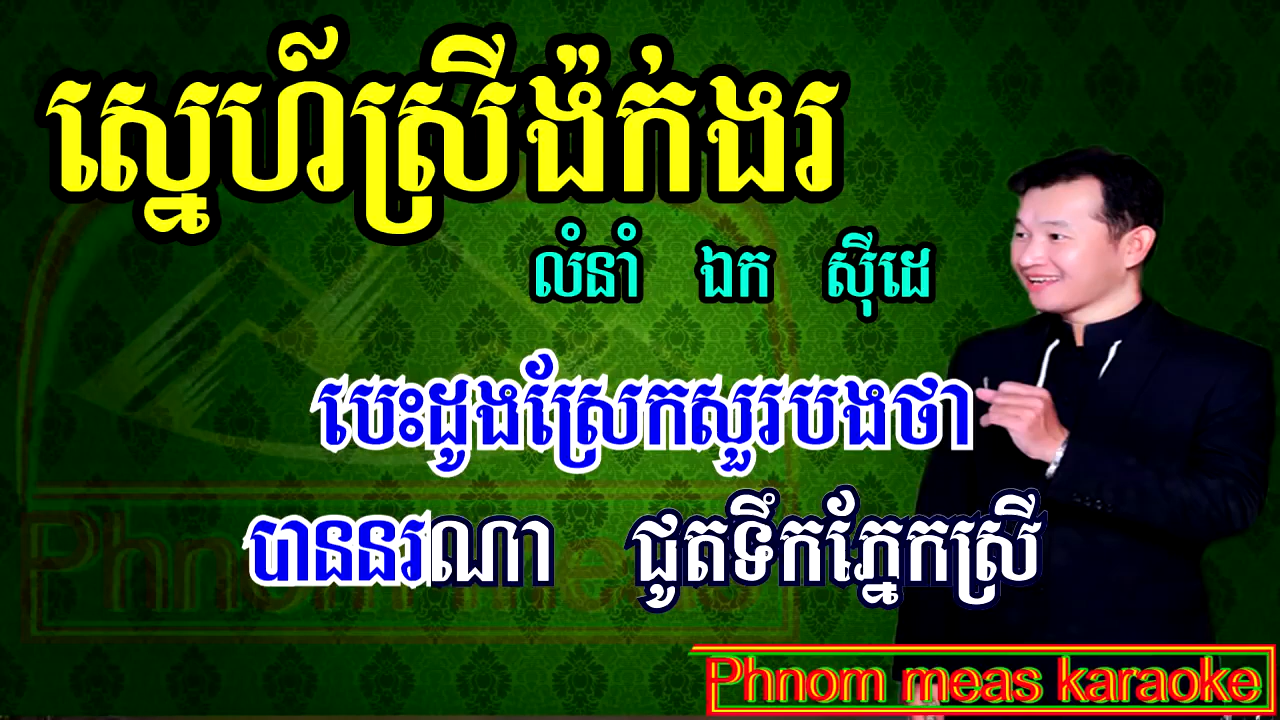 ស្នេហ៍ស្រីង៉ក់ងរ
លំនាំ ឯក ស៊ីដេ
បេះដូងស្រែកសួរបងថា
បាននរណា ជូតទឹកភ្នែកស្រី
Phnom meas
Phnom meas karaoke